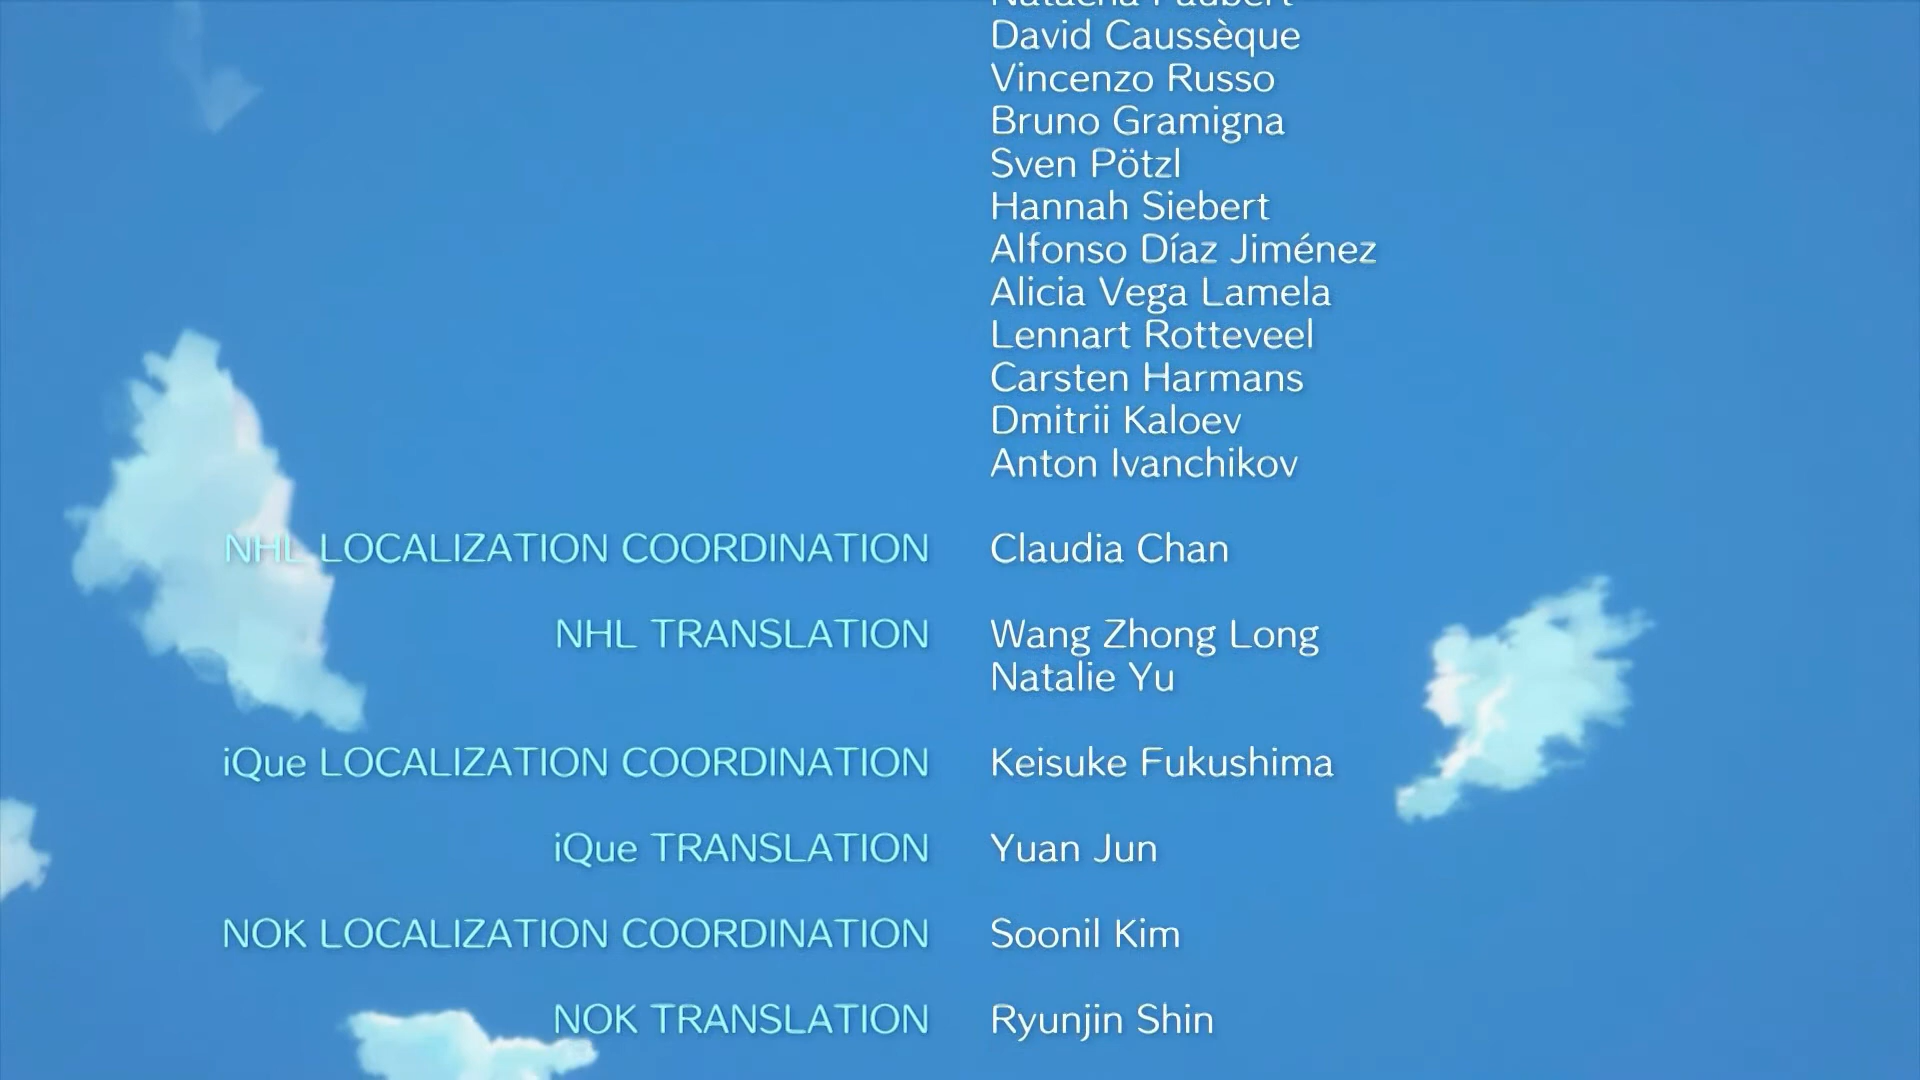 David Caussèque
Vincenzo Russo
Bruno Gramigna
Sven Pötzl
Hannah Siebert
Alfonso Díaz Jiménez
Alicia Vega Lamela
Lennart Rotteveel
Carsten Harmans
Dmitrii Kaloev
Anton Ivanchikov
NHL LOCALIZATION COORDINATION Claudia Chan
NHL TRANSLATION Wang Zhong Long
Natalie Yu
iQue LOCALIZATION COORDINATION Keisuke Fukushima
iQue TRANSLATION Yuan Jun
NOK LOCALIZATION COORDINATION Soonil Kim
NOK TRANSLATION Ryunjin Shin